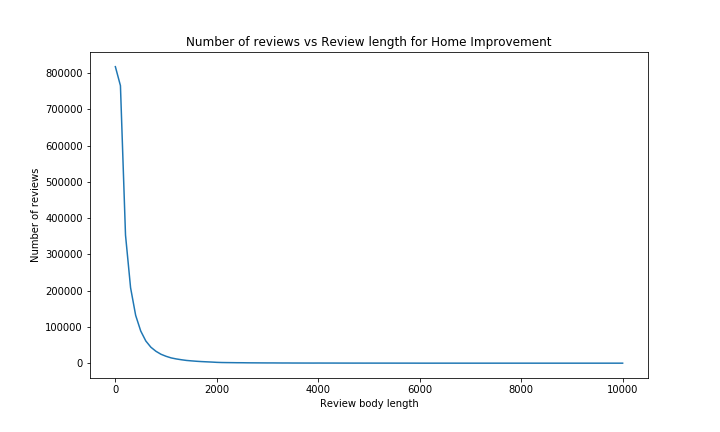 Number of reviews vs Review length for Home Improvement
800000
700000
600000
500000
400000
300000
200000
100000
0
Number of reviews
0 2000 4000 6000 8000 10000
Review body length